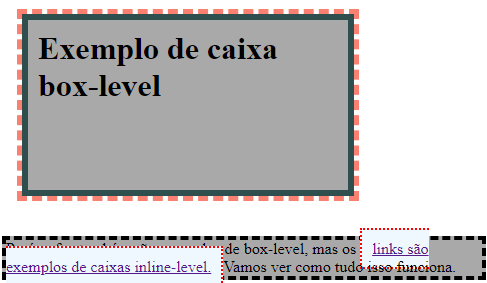 Exemplo de caixa
box-level
de box-level, mas os links são
exemplos de caixas inline-level. Vamos ver como tudo isso funciona.